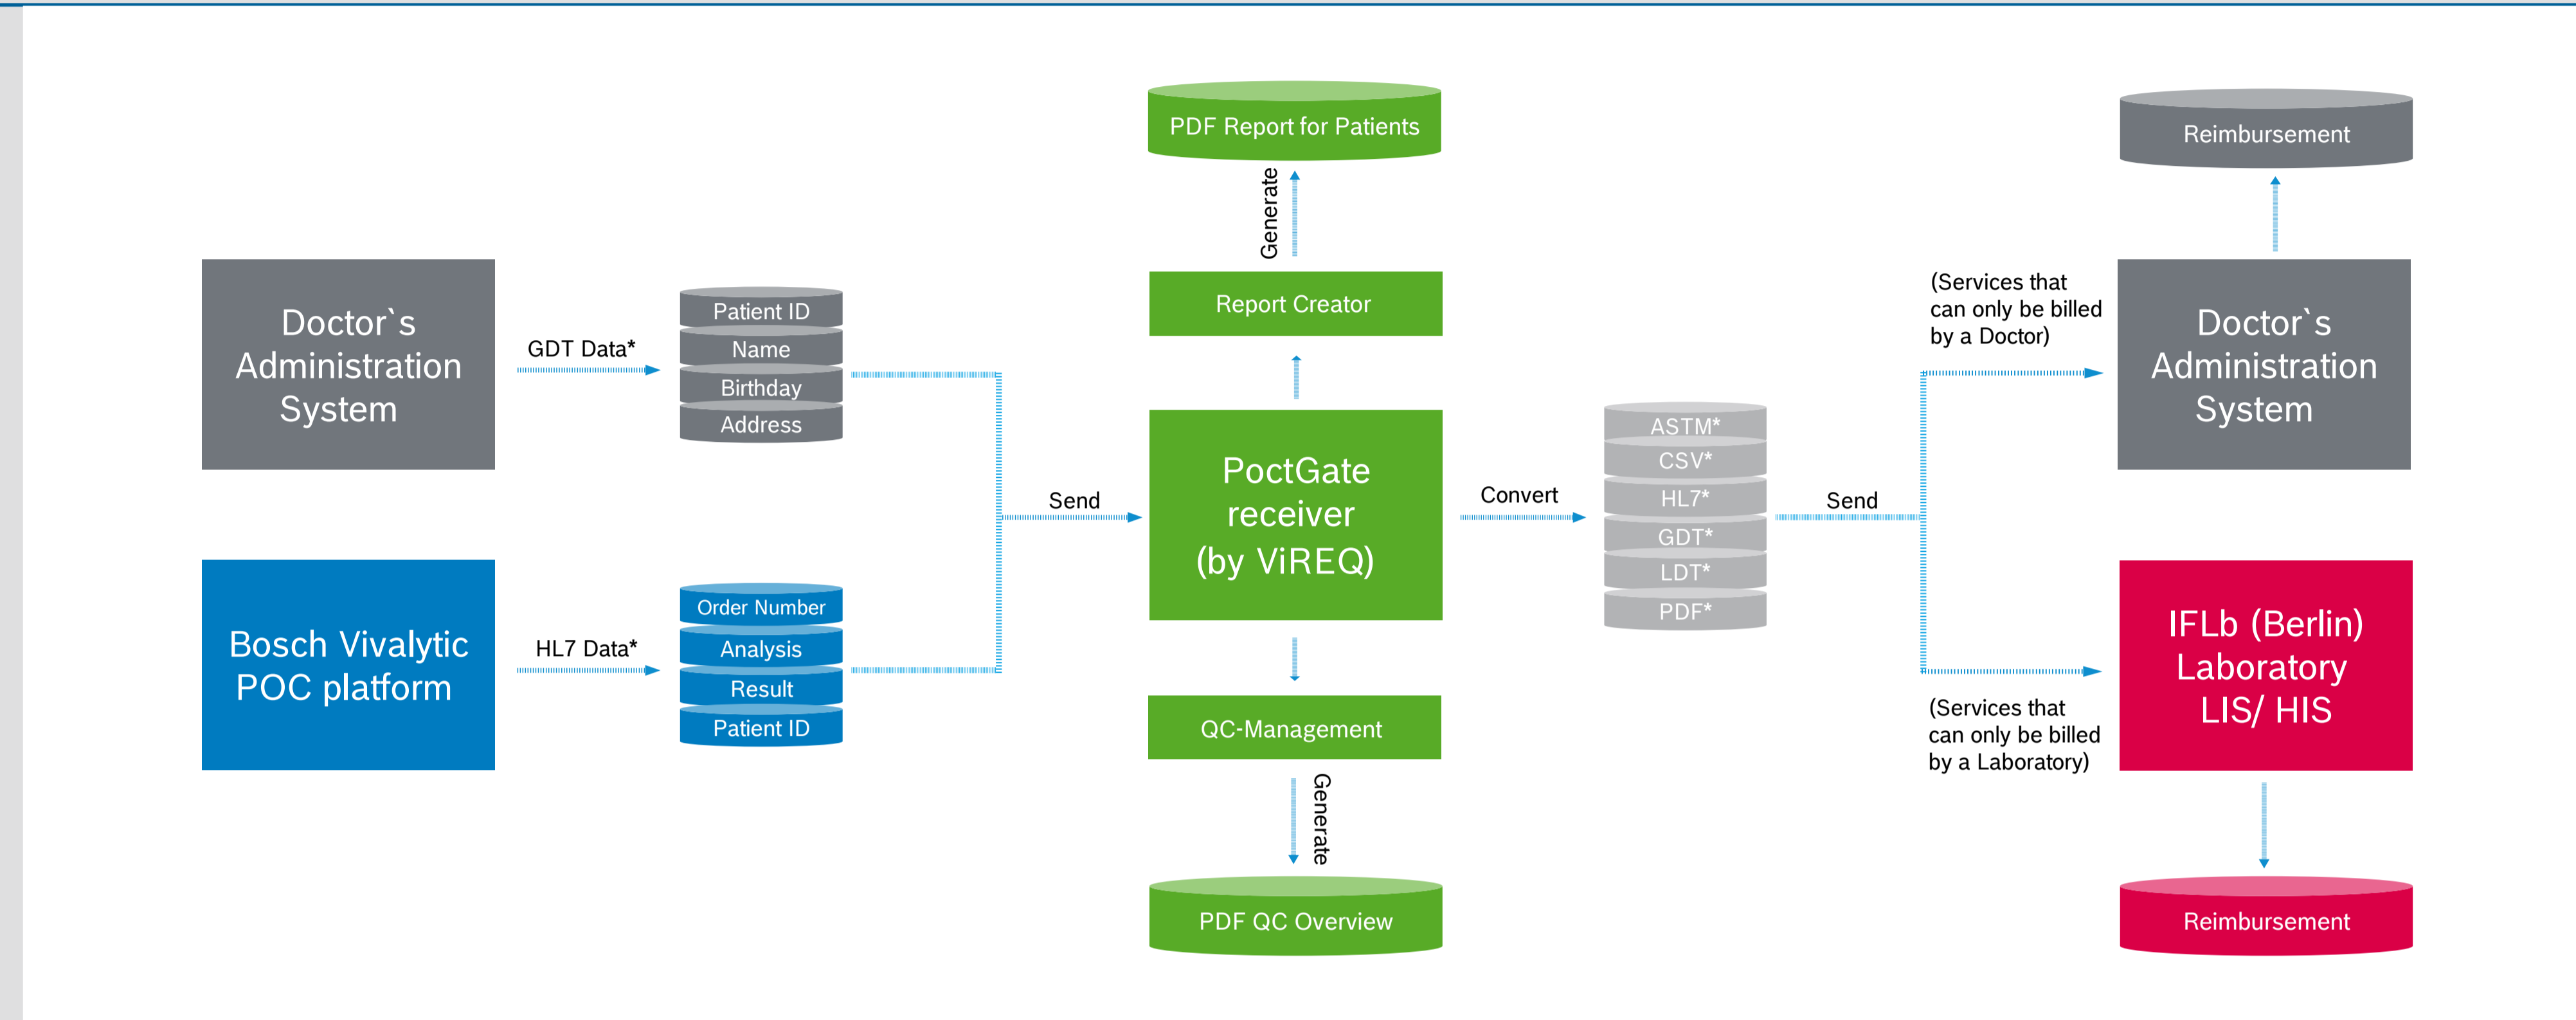 Doctor`s
Administration
System
GDT Data*
Patient ID
Name
Birthday
Address
Bosch Vivalytic
POC platform
HL7 Data*
Order Number
Analysis
Result
Patient ID
Send
PDF Report for Patients
Generate
Report Creator
PoctGate
receiver
(by ViREQ)
QC-Management
Generate
PDF QC Overview
Convert
ASTM*
CSV*
HL7*
GDT*
LDT*
PDF*
Send
(Services that
can only be billed
by a Doctor)
Reimbursement
Doctor`s
Administration
System
(Services that
can only be billed
by a Laboratory)
IFLb (Berlin)
Laboratory
LIS/ HIS
Reimbursement